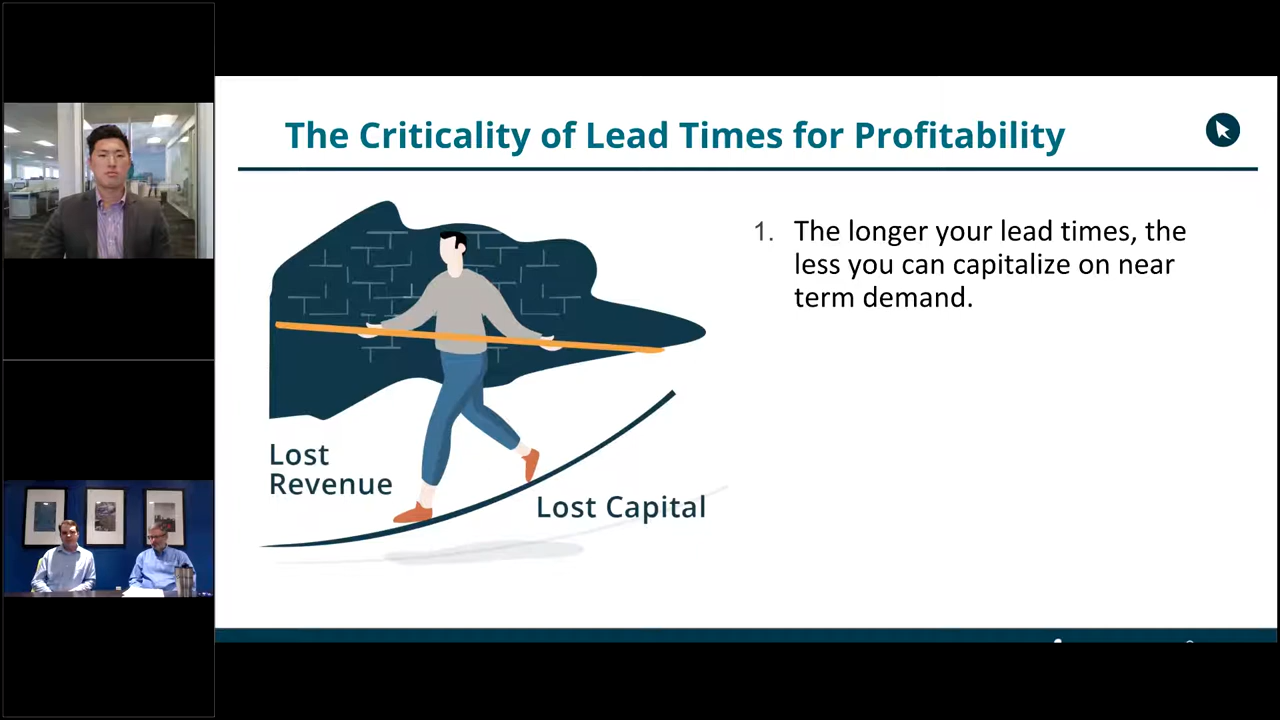 The Criticality of Lead Times for Profitability
1. The longer your lead times, the
less you can capitalize on near
term demand.
Lost
Revenue
Lost Capital